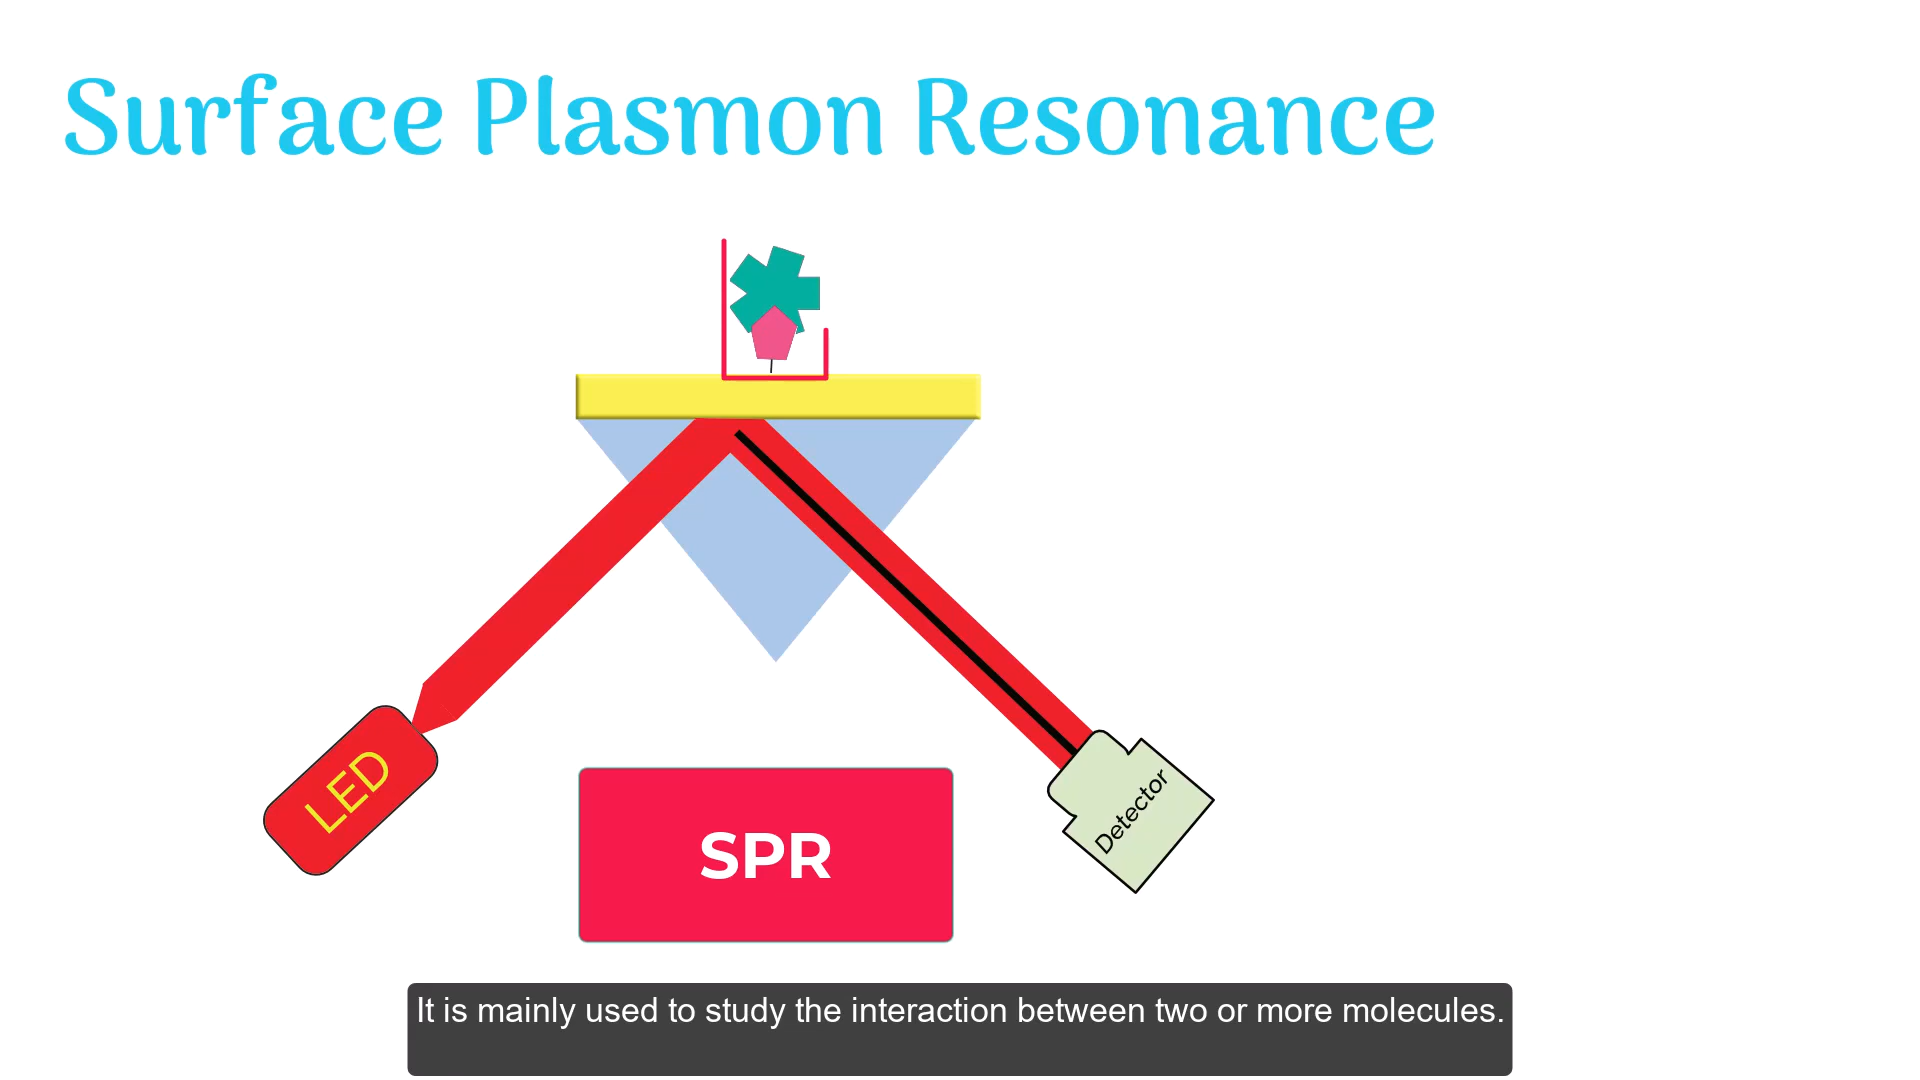 Surface Plasmon Resonance
LED
Detector
SPR
It is mainly used to study the interaction between two or more molecules.